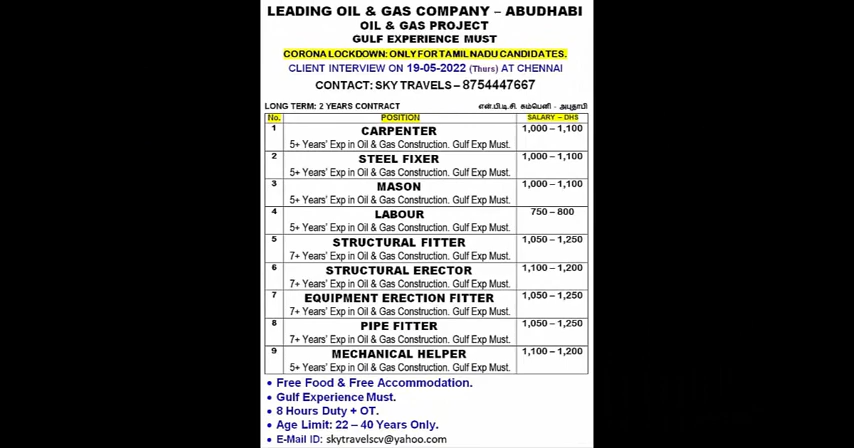 LEADING OIL & GAS COMPANY – ABUDHABI
OIL & GAS PROJECT
GULF EXPERIENCE MUST
CORONA LOCKDOWN: ONLY FOR TAMIL NADU CANDIDATES.
CLIENT INTERVIEW ON 19-05-2022 (Thurs) AT CHENNAI
CONTACT: SKY TRAVELS – 8754447667
LONG TERM: 2 YEARS CONTRACT என்.பி.டி.சி. கம்பெனி - அபுதாபி
No. POSITION SALARY – DHS
1 CARPENTER 1,000 – 1,100
5+ Years' Exp in Oil & Gas Construction. Gulf Exp Must.
2 STEEL FIXER 1,000 – 1,100
5+ Years' Exp in Oil & Gas Construction. Gulf Exp Must.
3 MASON 1,000 – 1,100
5+ Years' Exp in Oil & Gas Construction. Gulf Exp Must.
4 LABOUR 750 – 800
5+ Years' Exp in Oil & Gas Construction. Gulf Exp Must.
5 STRUCTURAL FITTER 1,050 – 1,250
7+ Years' Exp in Oil & Gas Construction. Gulf Exp Must.
6 STRUCTURAL ERECTOR 1,100 – 1,200
7+ Years' Exp in Oil & Gas Construction. Gulf Exp Must.
7 EQUIPMENT ERECTION FITTER 1,050 – 1,250
7+ Years' Exp in Oil & Gas Construction. Gulf Exp Must.
8 PIPE FITTER 1,050 – 1,250
7+ Years' Exp in Oil & Gas Construction. Gulf Exp Must.
9 MECHANICAL HELPER 1,100 – 1,200
5+ Years' Exp in Oil & Gas Construction. Gulf Exp Must.
• Free Food & Free Accommodation.
• Gulf Experience Must.
• 8 Hours Duty + OT.
• Age Limit: 22 – 40 Years Only.
• E-Mail ID: skytravelscv@yahoo.com